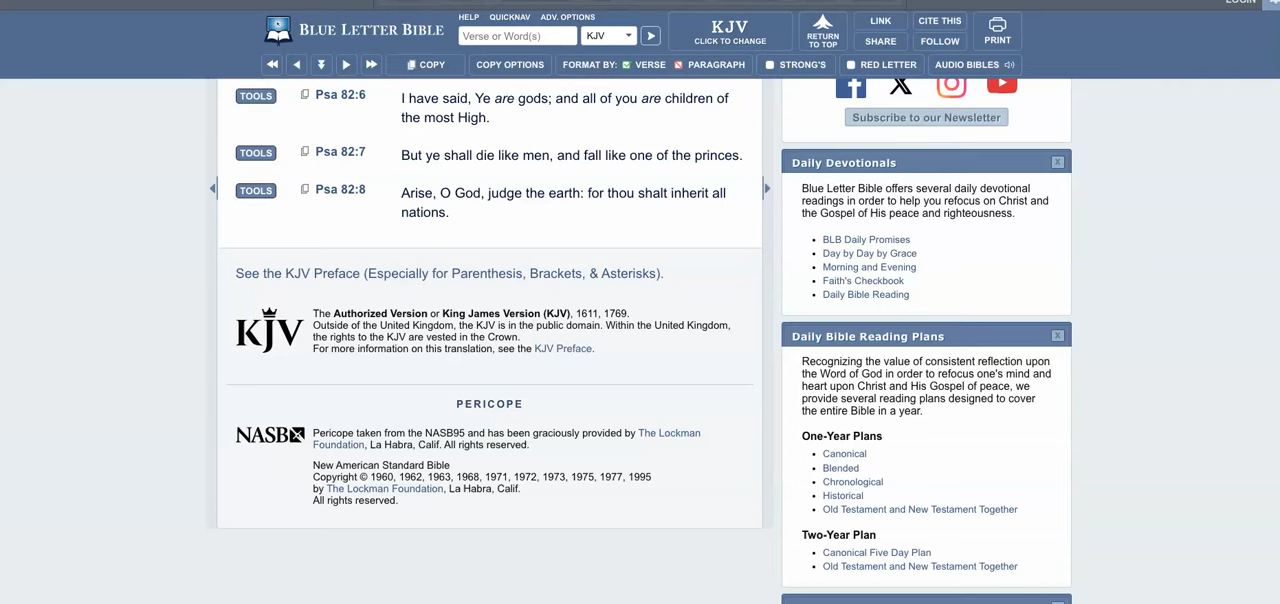 LOGIN
BLUE LETTER BIBLE
HELP QUICKNAV ADV. OPTIONS
Verse or Word(s) KJV
KJV
CLICK TO CHANGE
RETURN
TO TOP
LINK CITE THIS
SHARE FOLLOW
PRINT
COPY COPY OPTIONS FORMAT BY: VERSE PARAGRAPH STRONG'S RED LETTER AUDIO BIBLES
TOOLS Psa 82:6 I have said, Ye are gods; and all of you are children of
the most High.
TOOLS Psa 82:7 But ye shall die like men, and fall like one of the princes.
TOOLS Psa 82:8 Arise, O God, judge the earth: for thou shalt inherit all
nations.
See the KJV Preface (Especially for Parenthesis, Brackets, & Asterisks).
KJV
The Authorized Version or King James Version (KJV), 1611, 1769.
Outside of the United Kingdom, the KJV is in the public domain. Within the United Kingdom,
the rights to the KJV are vested in the Crown.
For more information on this translation, see the KJV Preface.
PERICOPE
NASB
Pericope taken from the NASB95 and has been graciously provided by The Lockman
Foundation, La Habra, Calif. All rights reserved.
New American Standard Bible
Copyright © 1960, 1962, 1963, 1968, 1971, 1972, 1973, 1975, 1977, 1995
by The Lockman Foundation, La Habra, Calif.
All rights reserved.
Subscribe to our Newsletter
Daily Devotionals X
Blue Letter Bible offers several daily devotional
readings in order to help you refocus on Christ and
the Gospel of His peace and righteousness.
• BLB Daily Promises
• Day by Day by Grace
• Morning and Evening
• Faith's Checkbook
• Daily Bible Reading
Daily Bible Reading Plans X
Recognizing the value of consistent reflection upon
the Word of God in order to refocus one's mind and
heart upon Christ and His Gospel of peace, we
provide several reading plans designed to cover
the entire Bible in a year.
One-Year Plans
• Canonical
• Blended
• Chronological
• Historical
• Old Testament and New Testament Together
Two-Year Plan
• Canonical Five Day Plan
• Old Testament and New Testament Together